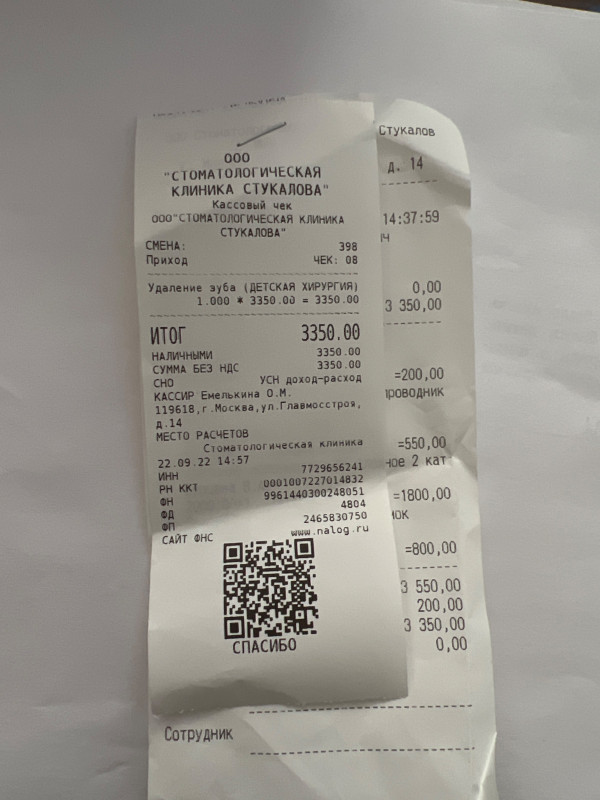 ООО
"СТОМАТОЛОГИЧЕСКАЯ
КЛИНИКА СТУКАЛОВА"
Кассовый чек
ООО"СТОМАТОЛОГИЧЕСКАЯ КЛИНИКА
СТУКАЛОВА"
СМЕНА: 398
Приход ЧЕК: 08
Удаление зуба (ДЕТСКАЯ ХИРУРГИЯ)
1.000 * 3350.00 = 3350.00
ИТОГ 3350.00
НАЛИЧНЫМИ 3350.00
СУММА БЕЗ НДС 3350.00
СНО УСН доход-расход
КАССИР Емелькина О.М.
119618,г.Москва,ул.Главмосстроя,
д.14
МЕСТО РАСЧЕТОВ
Стоматологическая клиника
22.09.22 14:57
ИНН 7729656241
РН ККТ 0001007227014832
ФН 9961440300248051
ФД 4804
ФП 2465830750
САЙТ ФНС www.nalog.ru
СПАСИБО
Стукалов
д. 14
14:37:59
ич
0,00
3 350,00
=200,00
проводник
=550,00
ное 2 кат
=1800,00
=800,00
3 550,00
200,00
3 350,00
0,00
Сотрудник